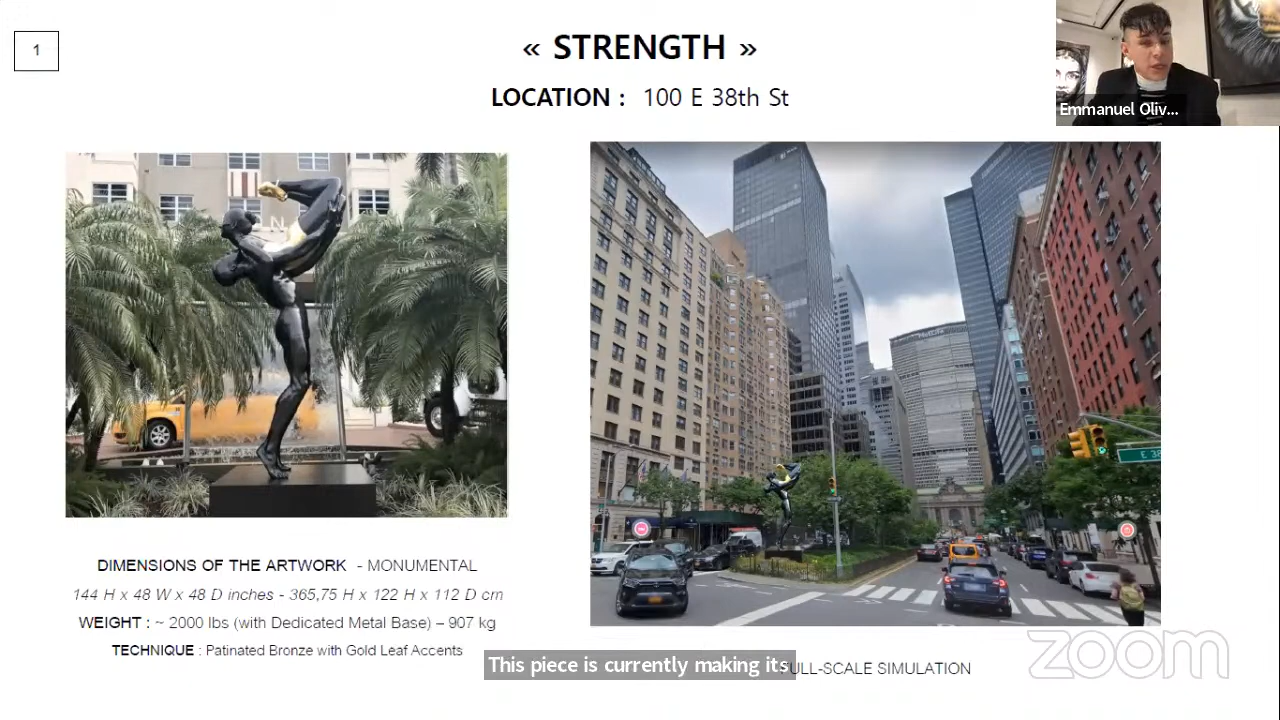 1
« STRENGTH »
LOCATION : 100 E 38th St
Emmanuel Oliv...
E 38
DIMENSIONS OF THE ARTWORK - MONUMENTAL
144 H x 48 W x 48 D inches - 365,75 H x 122 H x 112 D cm
WEIGHT : ~ 2000 lbs (with Dedicated Metal Base) – 907 kg
TECHNIQUE : Patinated Bronze with Gold Leaf Accents
This piece is currently making its
FULL-SCALE SIMULATION
zoom